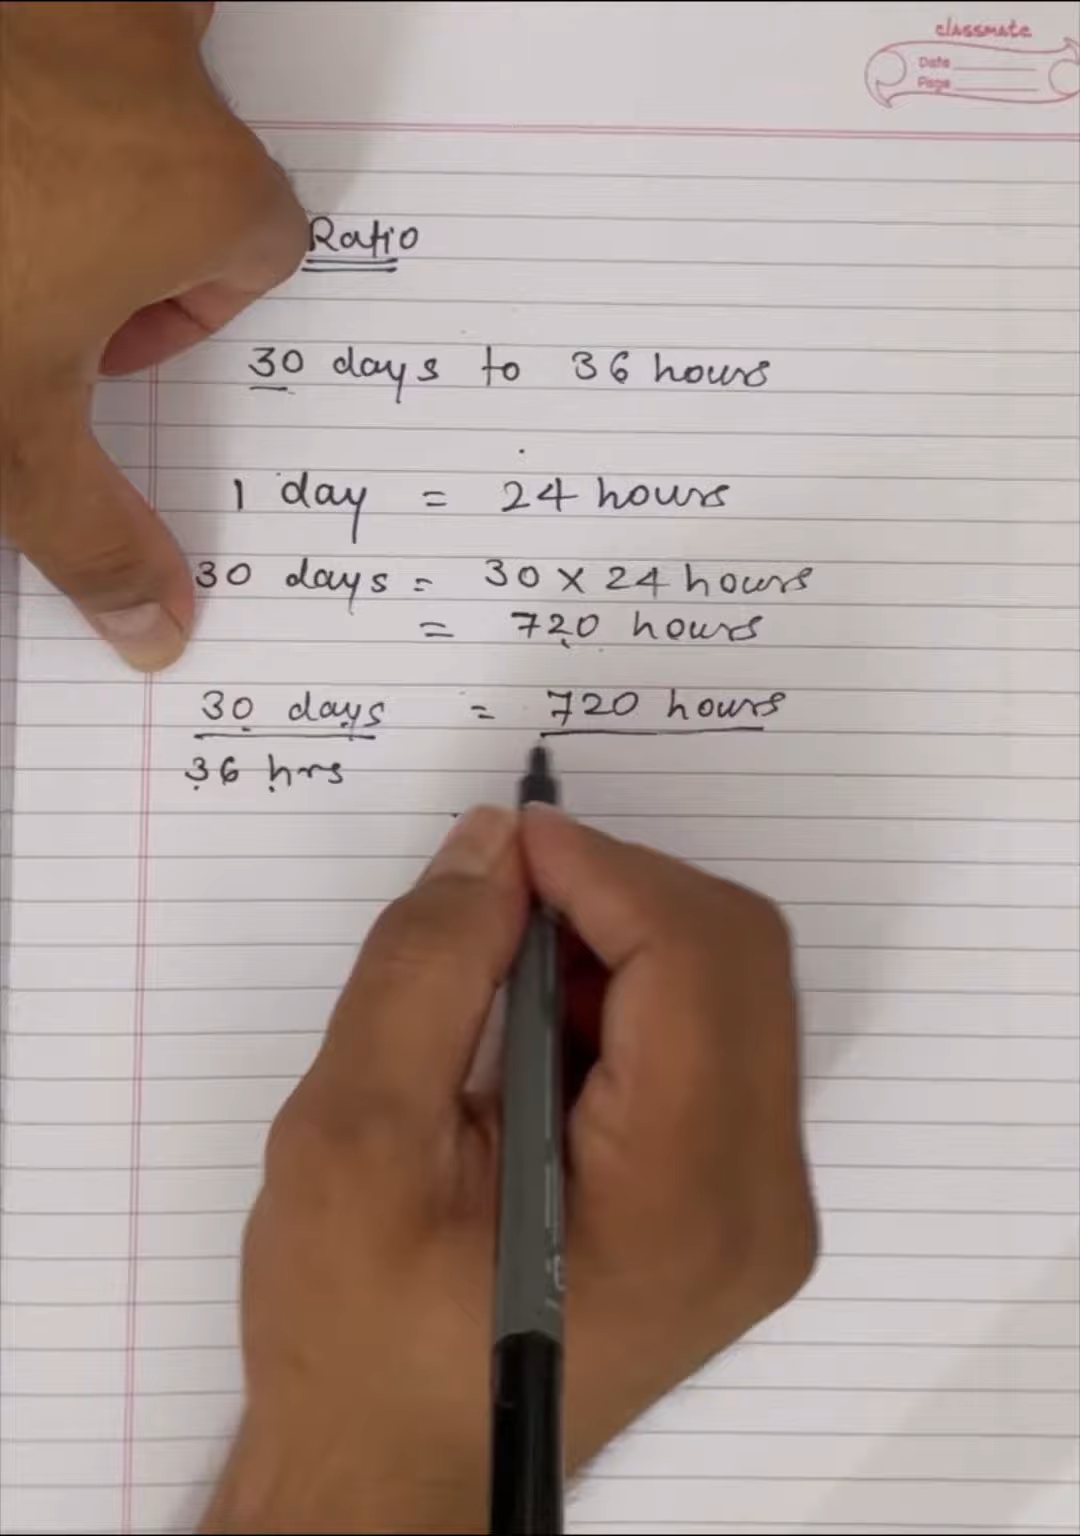 classmate
Date
Page
Ratio
30 days to 36 hours
1 day = 24 hours
30 days = 30 × 24 hours
= 720 hours
30 days = 720 hours
36 hrs